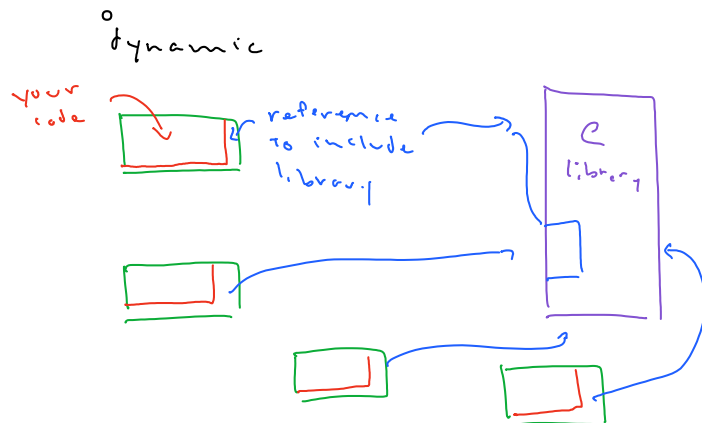 dynamic
your
code
reference
to include
library
C
library